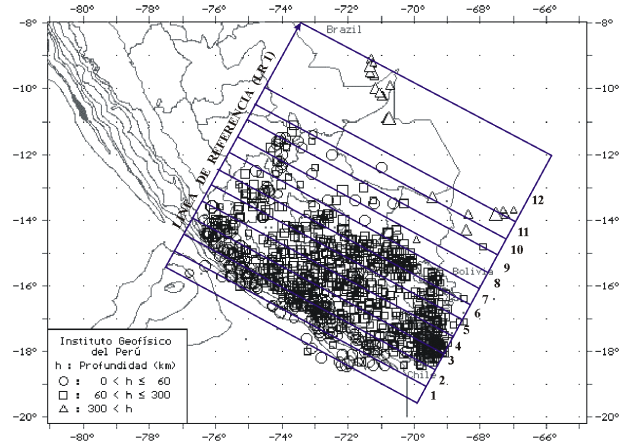 -80° -78° -76° -74° -72° -70° -68° -66°
-8° -8°
Brazil
-10° -10°
LINEA DE REFERENCIA (LR1)
-12° -12°
12
-14° -14°
11
10
9
Bolivia
8
-16° -16°
7
6
5
4
-18° -18°
3
Chile
2
1
Instituto Geofísico
del Perú
h : Profundidad (km)
○ : 0 < h ≤ 60
□ : 60 < h ≤ 300
△ : 300 < h
-20° -20°
-80° -78° -76° -74° -72° -70° -68° -66°